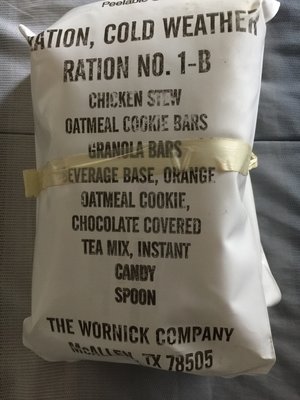 Peelable
RATION, COLD WEATHER
RATION NO. 1-B
CHICKEN STEW
OATMEAL COOKIE BARS
GRANOLA BARS
BEVERAGE BASE, ORANGE
OATMEAL COOKIE,
CHOCOLATE COVERED
TEA MIX, INSTANT
CANDY
SPOON
THE WORNICK COMPANY
McALLEN, TX 78505